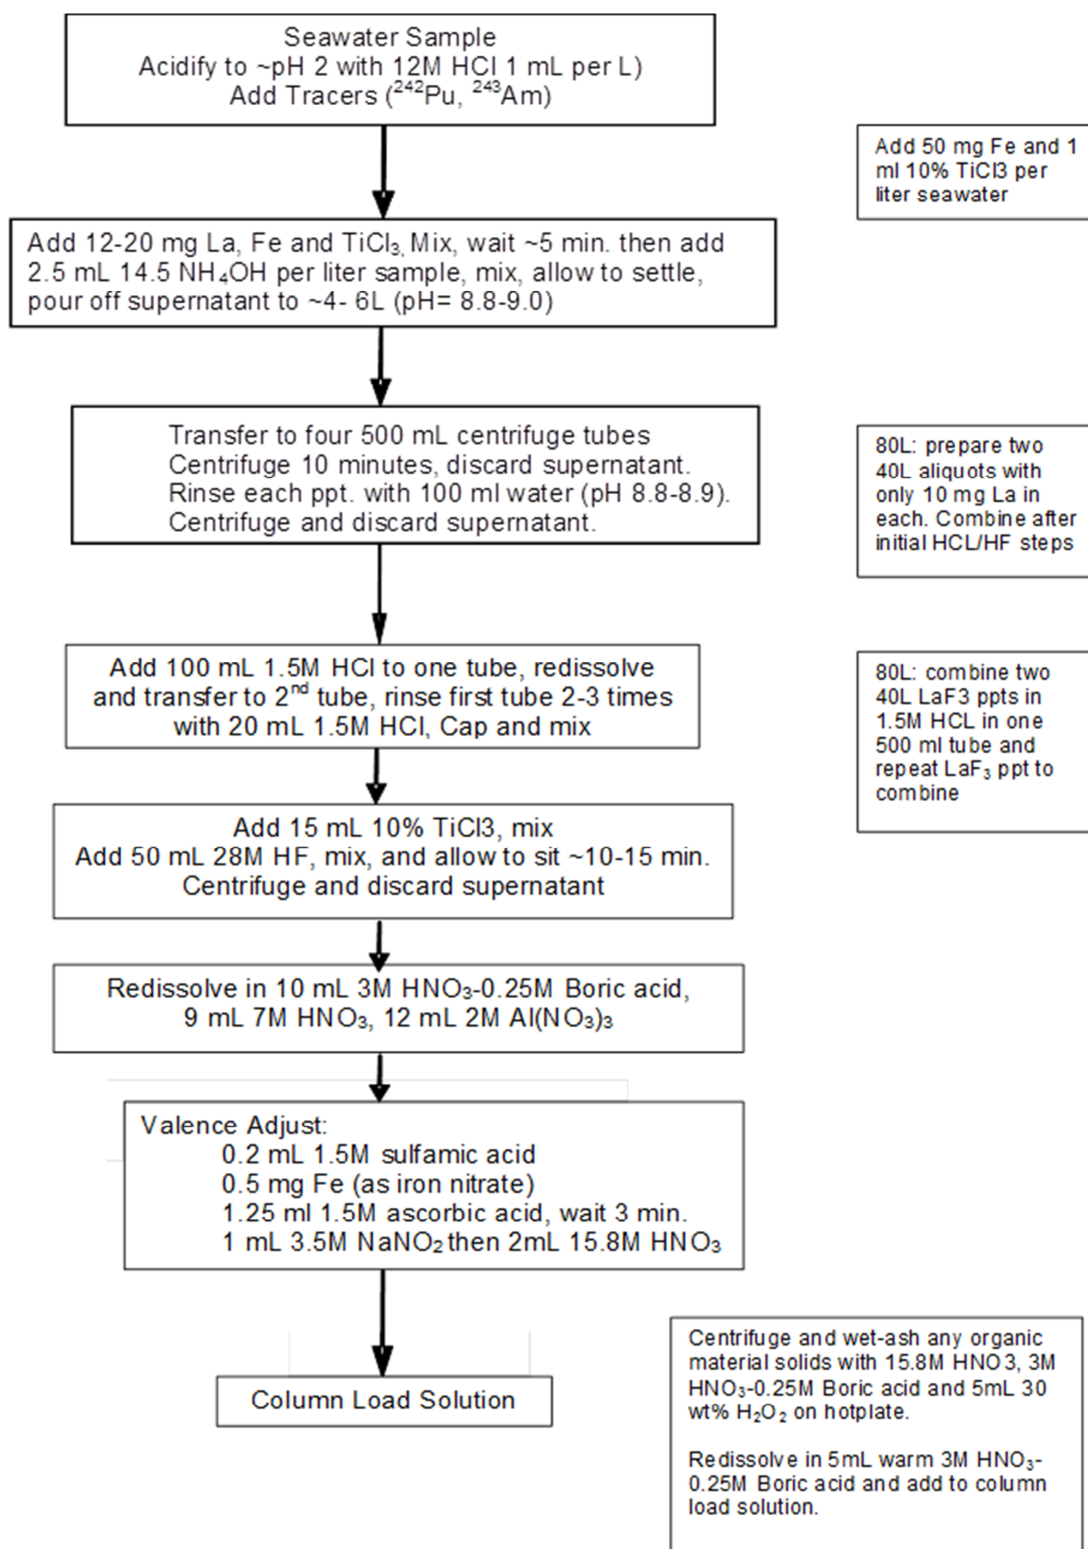 Seawater Sample
Acidify to ~pH 2 with 12M HCl 1 mL per L)
Add Tracers (²⁴²Pu, ²⁴³Am)
Add 50 mg Fe and 1
ml 10% TiCl3 per
liter seawater
Add 12-20 mg La, Fe and TiCl₃, Mix, wait ~5 min. then add
2.5 mL 14.5 NH₄OH per liter sample, mix, allow to settle,
pour off supernatant to ~4- 6L (pH= 8.8-9.0)
Transfer to four 500 mL centrifuge tubes
Centrifuge 10 minutes, discard supernatant.
Rinse each ppt. with 100 ml water (pH 8.8-8.9).
Centrifuge and discard supernatant.
80L: prepare two
40L aliquots with
only 10 mg La in
each. Combine after
initial HCL/HF steps
Add 100 mL 1.5M HCl to one tube, redissolve
and transfer to 2ⁿᵈ tube, rinse first tube 2-3 times
with 20 mL 1.5M HCl, Cap and mix
80L: combine two
40L LaF3 ppts in
1.5M HCL in one
500 ml tube and
repeat LaF₃ ppt to
combine
Add 15 mL 10% TiCl3, mix
Add 50 mL 28M HF, mix, and allow to sit ~10-15 min.
Centrifuge and discard supernatant
Redissolve in 10 mL 3M HNO₃-0.25M Boric acid,
9 mL 7M HNO₃, 12 mL 2M Al(NO₃)₃
Valence Adjust:
0.2 mL 1.5M sulfamic acid
0.5 mg Fe (as iron nitrate)
1.25 ml 1.5M ascorbic acid, wait 3 min.
1 mL 3.5M NaNO₂ then 2mL 15.8M HNO₃
Column Load Solution
Centrifuge and wet-ash any organic
material solids with 15.8M HNO3, 3M
HNO₃-0.25M Boric acid and 5mL 30
wt% H₂O₂ on hotplate.
Redissolve in 5mL warm 3M HNO₃-
0.25M Boric acid and add to column
load solution.